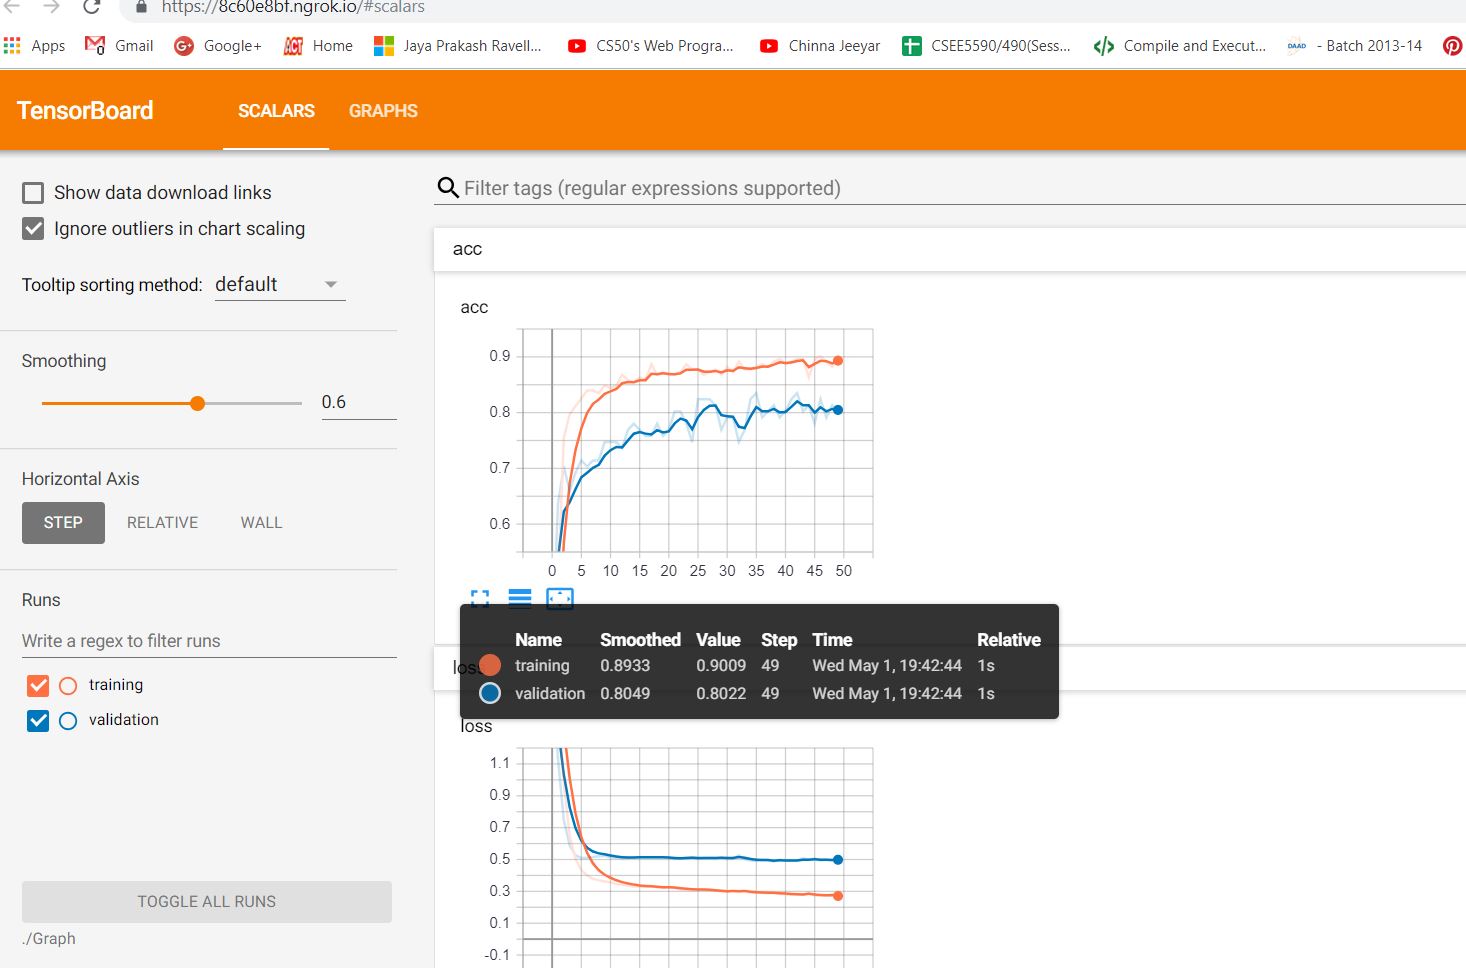 https://8c60e8bf.ngrok.io/#scalars
Apps Gmail Google+ ACT Home Jaya Prakash Ravell... CS50's Web Progra... Chinna Jeeyar CSEE5590/490(Sess... Compile and Execut... DAAD - Batch 2013-14
TensorBoard SCALARS GRAPHS
Show data download links
Ignore outliers in chart scaling
Tooltip sorting method: default
Smoothing
0.6
Horizontal Axis
STEP RELATIVE WALL
Runs
Write a regex to filter runs
training
validation
TOGGLE ALL RUNS
./Graph
Filter tags (regular expressions supported)
acc
acc
0.9
0.8
0.7
0.6
0 5 10 15 20 25 30 35 40 45 50
Name Smoothed Value Step Time Relative
training 0.8933 0.9009 49 Wed May 1, 19:42:44 1s
validation 0.8049 0.8022 49 Wed May 1, 19:42:44 1s
loss
loss
1.1
0.9
0.7
0.5
0.3
0.1
-0.1